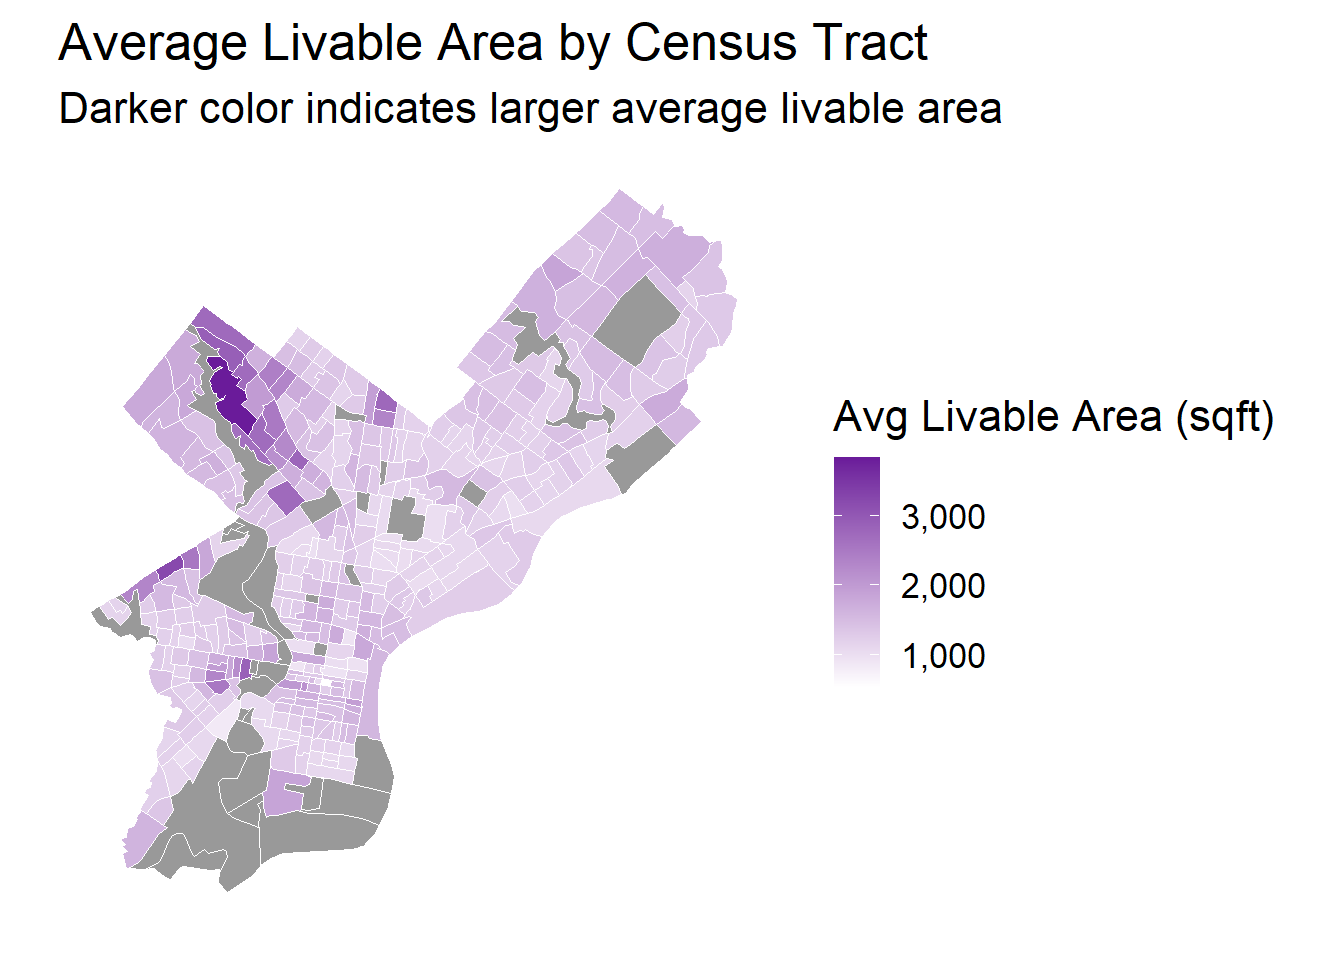 Average Livable Area by Census Tract
Darker color indicates larger average livable area
Avg Livable Area (sqft)
3,000
2,000
1,000